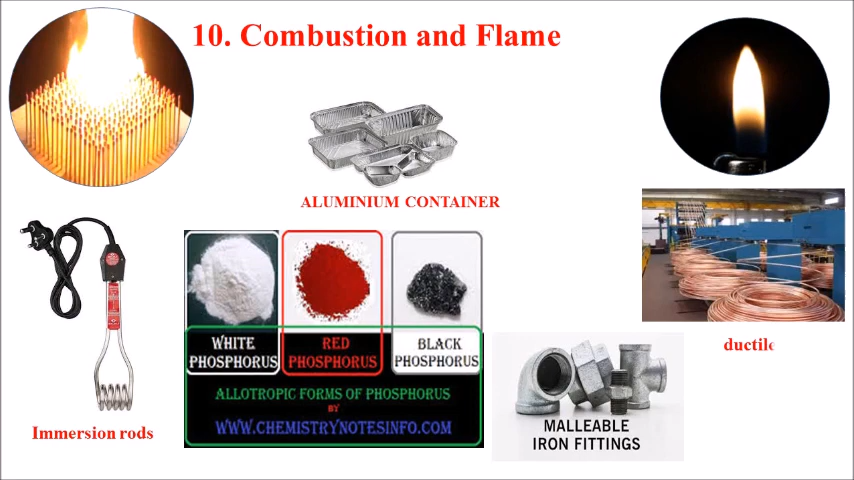 10. Combustion and Flame
ALUMINIUM CONTAINER
WHITE
PHOSPHORUS
RED
PHOSPHORUS
BLACK
PHOSPHORUS
ALLOTROPIC FORMS OF PHOSPHORUS
BY
WWW.CHEMISTRYNOTESINFO.COM
ductile
MALLEABLE
IRON FITTINGS
Immersion rods